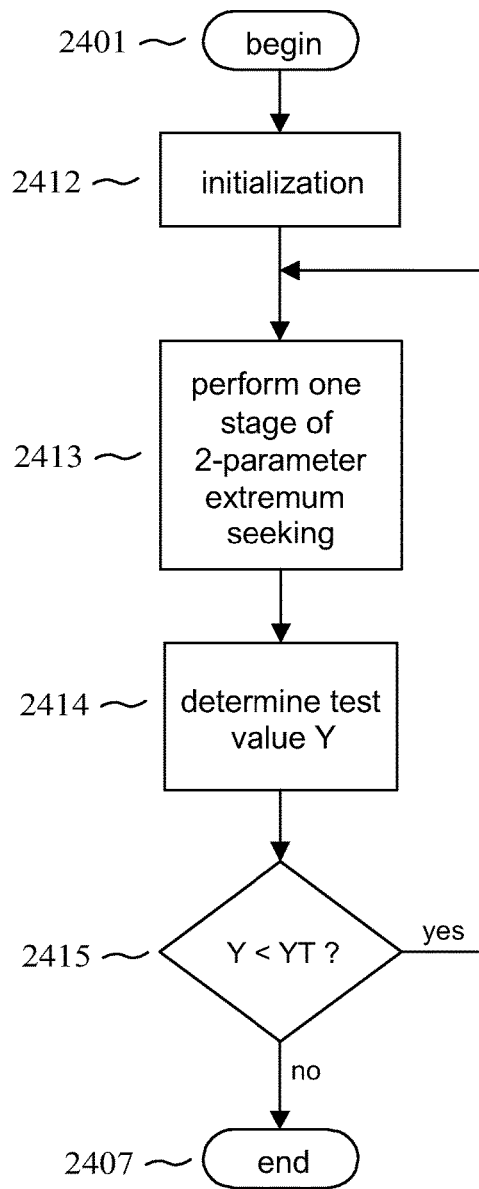 2401 begin
2412 initialization
2413
perform one
stage of
2-parameter
extremum
seeking
2414
determine test
value Y
2415 Y < YT ? yes
no
2407 end